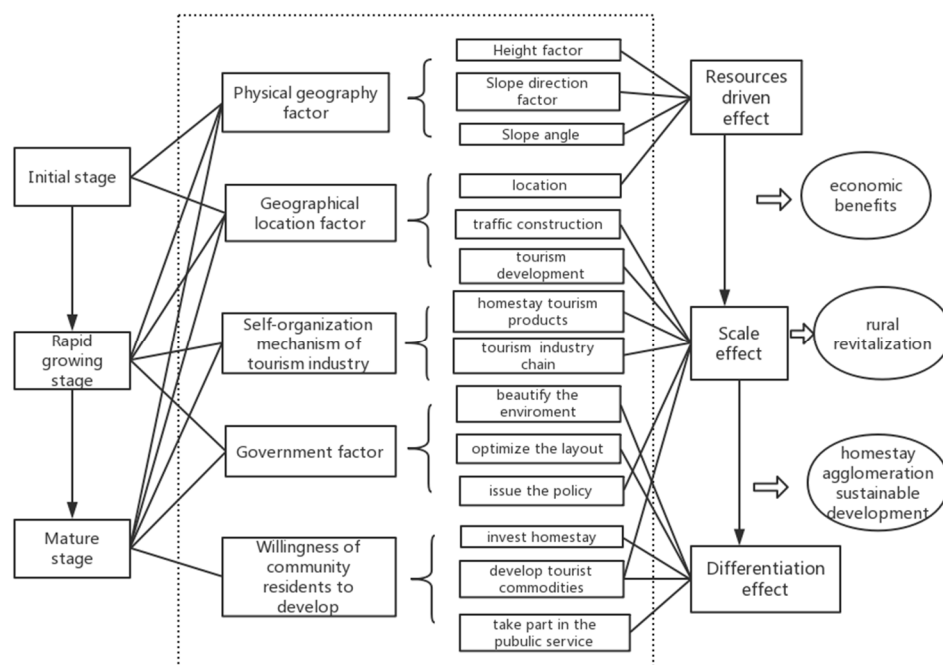 Initial stage
Rapid
growing
stage
Mature
stage
Physical geography
factor
Geographical
location factor
Self-organization
mechanism of
tourism industry
Government factor
Willingness of
community
residents to
develop
Height factor
Slope direction
factor
Slope angle
location
traffic construction
tourism
development
homestay tourism
products
tourism industry
chain
beautify the
enviroment
optimize the layout
issue the policy
invest homestay
develop tourist
commodities
take part in the
pubulic service
Resources
driven
effect
Scale
effect
Differentiation
effect
economic
benefits
rural
revitalization
homestay
agglomeration
sustainable
development